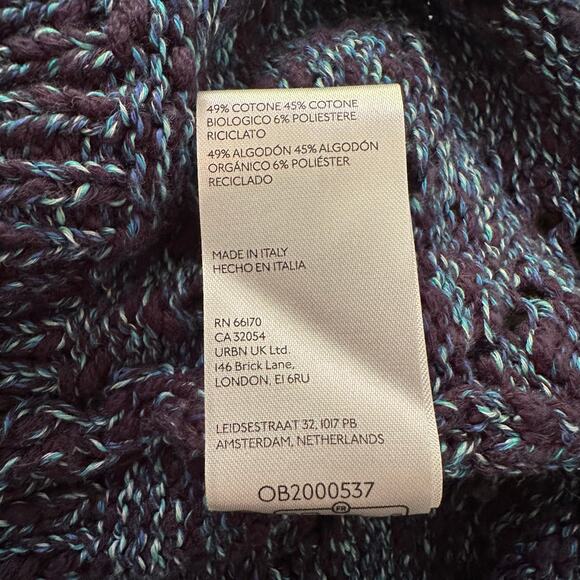 49% COTONE 45% COTONE
BIOLOGICO 6% POLIESTERE
RICICLATO
49% ALGODÓN 45% ALGODÓN
ORGÁNICO 6% POLIÉSTER
RECICLADO
MADE IN ITALY
HECHO EN ITALIA
RN 66170
CA 32054
URBN UK Ltd.
146 Brick Lane,
LONDON, E1 6RU
LEIDSESTRAAT 32, 1017 PB
AMSTERDAM, NETHERLANDS
OB2000537
FR